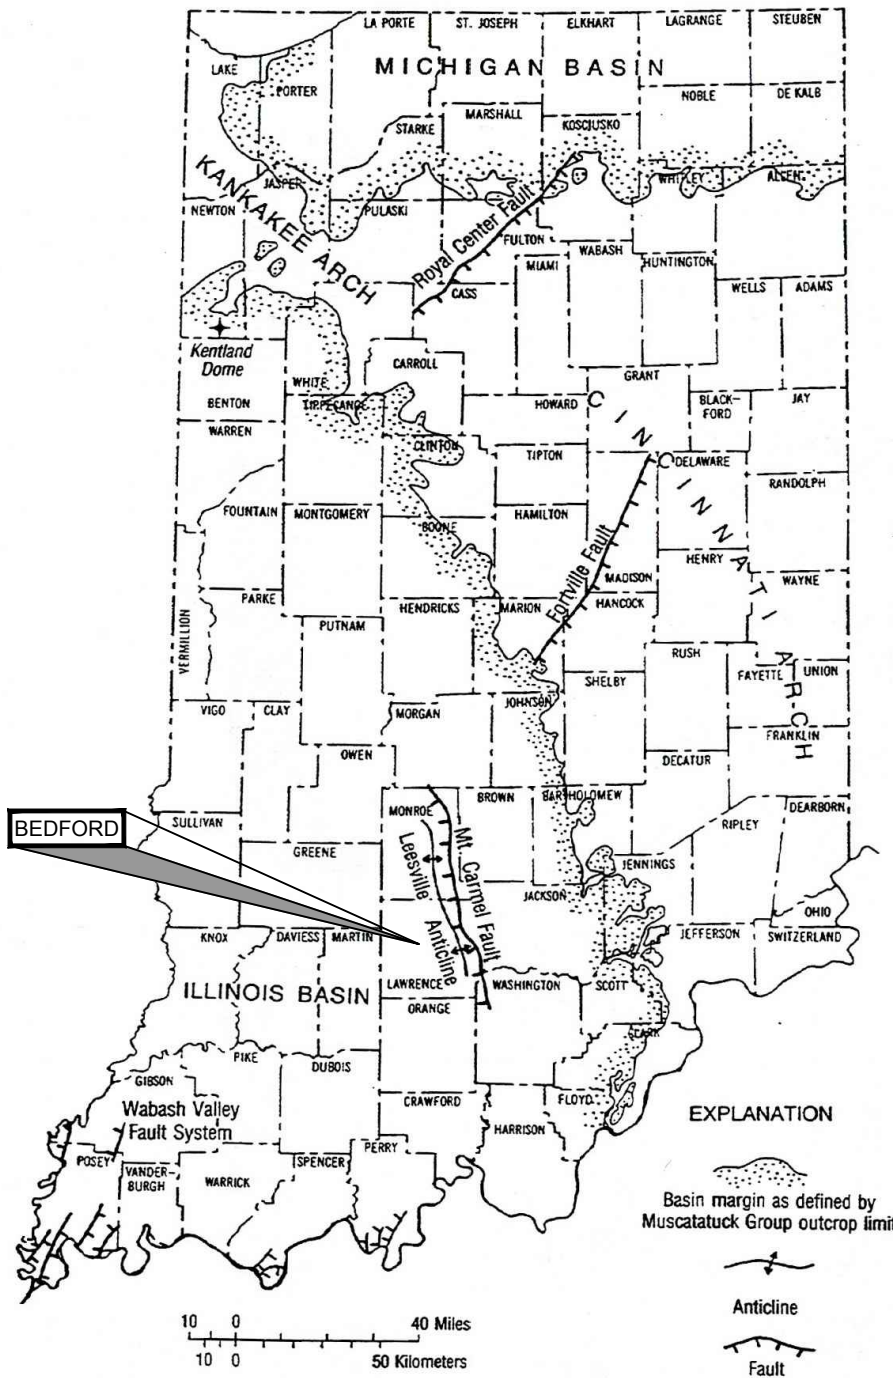 LA PORTE
ST. JOSEPH
ELKHART
LAGRANGE
STEUBEN
LAKE
MICHIGAN BASIN
PORTER
NOBLE
DE KALB
STARKE
MARSHALL
KOSCIUSKO
KANKAKEE ARCH
JASPER
WHITLEY
ALLEN
NEWTON
PULASKI
Royal Center Fault
FULTON
WABASH
HUNTINGTON
MIAMI
CASS
WELLS
ADAMS
Kentland
Dome
CARROLL
WHITE
GRANT
BENTON
TIPPECANOE
HOWARD
BLACK-
FORD
JAY
CINCINNATI ARCH
WARREN
CLINTON
TIPTON
DELAWARE
RANDOLPH
FOUNTAIN
MONTGOMERY
BOONE
HAMILTON
Fortville Fault
MADISON
HENRY
WAYNE
VERMILLION
PARKE
HENDRICKS
MARION
HANCOCK
PUTNAM
RUSH
FAYETTE
UNION
SHELBY
VIGO
CLAY
MORGAN
JOHNSON
FRANKLIN
OWEN
DECATUR
BROWN
BARTHOLOMEW
DEARBORN
BEDFORD
SULLIVAN
MONROE
RIPLEY
GREENE
Leesville
Anticline
Mt. Carmel Fault
JENNINGS
JACKSON
OHIO
KNOX
DAVIESS
MARTIN
JEFFERSON
SWITZERLAND
ILLINOIS BASIN
LAWRENCE
WASHINGTON
SCOTT
ORANGE
CLARK
PIKE
DUBOIS
GIBSON
CRAWFORD
FLOYD
Wabash Valley
Fault System
HARRISON
POSEY
VANDER-
BURGH
WARRICK
SPENCER
PERRY
EXPLANATION
Basin margin as defined by
Muscatatuck Group outcrop limit
Anticline
Fault
10 0 40 Miles
10 0 50 Kilometers